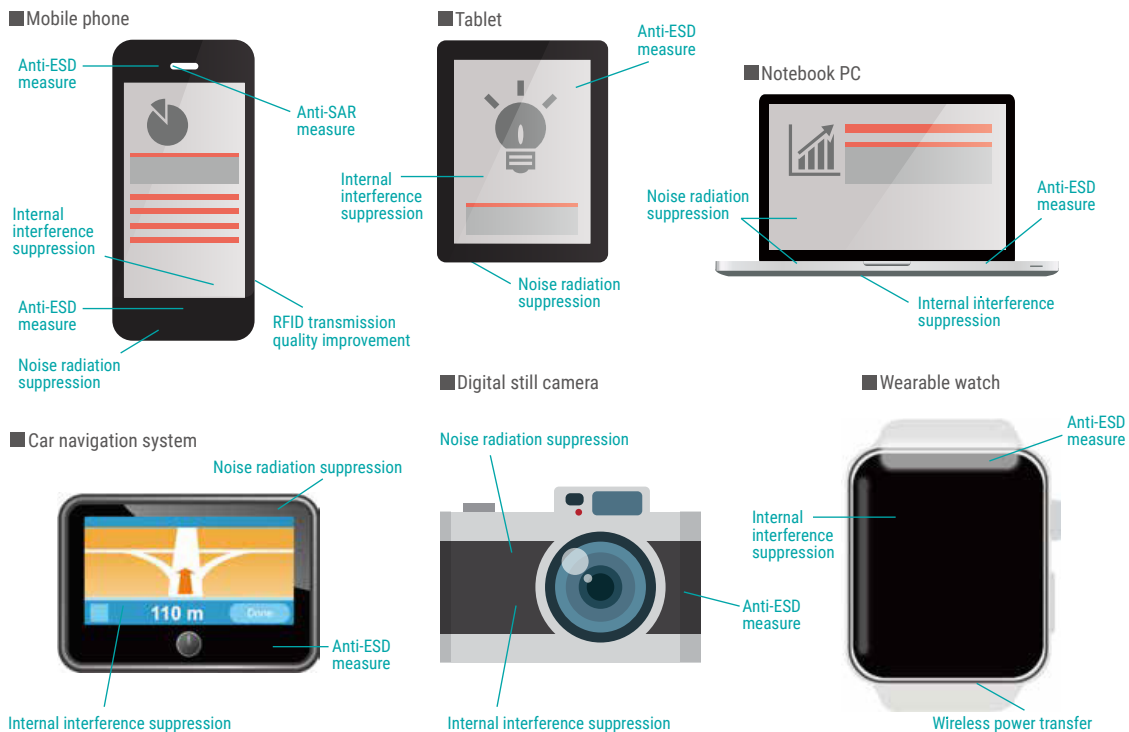 Mobile phone
Anti-ESD
measure
Anti-SAR
measure
Internal
interference
suppression
Anti-ESD
measure
Noise radiation
suppression
RFID transmission
quality improvement
Tablet
Anti-ESD
measure
Internal
interference
suppression
Noise radiation
suppression
Notebook PC
Noise radiation
suppression
Anti-ESD
measure
Internal interference
suppression
Car navigation system
Noise radiation suppression
110 m
Done
Anti-ESD
measure
Internal interference suppression
Digital still camera
Noise radiation suppression
Anti-ESD
measure
Internal interference suppression
Wearable watch
Anti-ESD
measure
Internal
interference
suppression
Wireless power transfer